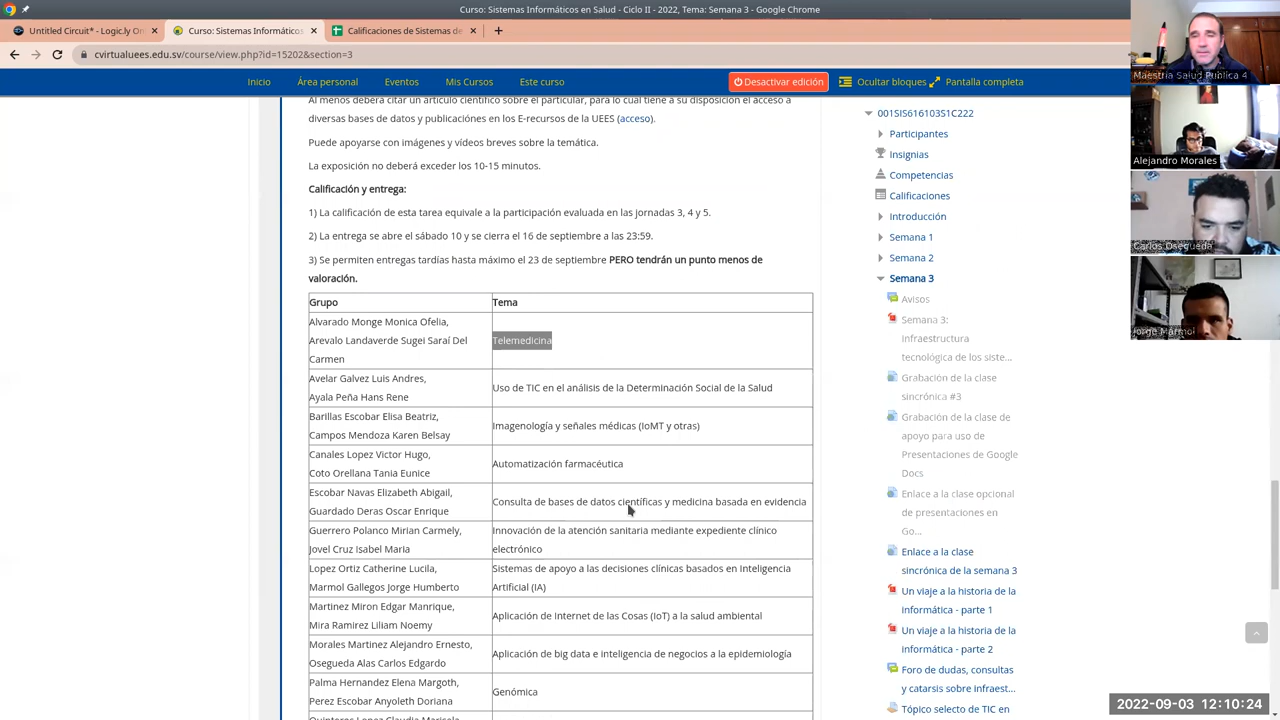 Curso: Sistemas Informáticos en Salud - Ciclo II - 2022, Tema: Semana 3 - Google Chrome
Untitled Circuit* - Logic.ly On
Curso: Sistemas Informáticos
Calificaciones de Sistemas de
cvirtualuees.edu.sv/course/view.php?id=15202&section=3
Inicio
Área personal
Eventos
Mis Cursos
Este curso
Desactivar edición
Ocultar bloques
Pantalla completa
Al menos deberá citar un artículo científico sobre el particular, para lo cual tiene a su disposición el acceso a
diversas bases de datos y publicaciónes en los E-recursos de la UEES (acceso).
Puede apoyarse con imágenes y vídeos breves sobre la temática.
La exposición no deberá exceder los 10-15 minutos.
Calificación y entrega:
1) La calificación de esta tarea equivale a la participación evaluada en las jornadas 3, 4 y 5.
2) La entrega se abre el sábado 10 y se cierra el 16 de septiembre a las 23:59.
3) Se permiten entregas tardías hasta máximo el 23 de septiembre PERO tendrán un punto menos de
valoración.
Grupo
Tema
Alvarado Monge Monica Ofelia,
Arevalo Landaverde Sugei Saraí Del
Carmen
Telemedicina
Avelar Galvez Luis Andres,
Ayala Peña Hans Rene
Uso de TIC en el análisis de la Determinación Social de la Salud
Barillas Escobar Elisa Beatriz,
Campos Mendoza Karen Belsay
Imagenología y señales médicas (IoMT y otras)
Canales Lopez Victor Hugo,
Coto Orellana Tania Eunice
Automatización farmacéutica
Escobar Navas Elizabeth Abigail,
Guardado Deras Oscar Enrique
Consulta de bases de datos científicas y medicina basada en evidencia
Guerrero Polanco Mirian Carmely,
Jovel Cruz Isabel Maria
Innovación de la atención sanitaria mediante expediente clínico
electrónico
Lopez Ortiz Catherine Lucila,
Marmol Gallegos Jorge Humberto
Sistemas de apoyo a las decisiones clínicas basados en Inteligencia
Artificial (IA)
Martinez Miron Edgar Manrique,
Mira Ramirez Liliam Noemy
Aplicación de Internet de las Cosas (IoT) a la salud ambiental
Morales Martinez Alejandro Ernesto,
Osegueda Alas Carlos Edgardo
Aplicación de big data e inteligencia de negocios a la epidemiología
Palma Hernandez Elena Margoth,
Perez Escobar Anyoleth Doriana
Genómica
Quinteros Lopez Claudia Marisela
001SIS616103S1C222
Participantes
Insignias
Competencias
Calificaciones
Introducción
Semana 1
Semana 2
Semana 3
Avisos
Semana 3:
Infraestructura
tecnológica de los siste...
Grabación de la clase
sincrónica #3
Grabación de la clase de
apoyo para uso de
Presentaciones de Google
Docs
Enlace a la clase opcional
de presentaciones en
Go...
Enlace a la clase
sincrónica de la semana 3
Un viaje a la historia de la
informática - parte 1
Un viaje a la historia de la
informática - parte 2
Foro de dudas, consultas
y catarsis sobre infraest...
Tópico selecto de TIC en
Maestría Salud Pública 4
Alejandro Morales
Carlos Osegueda
Jorge Marmol
2022-09-03 12:10:24